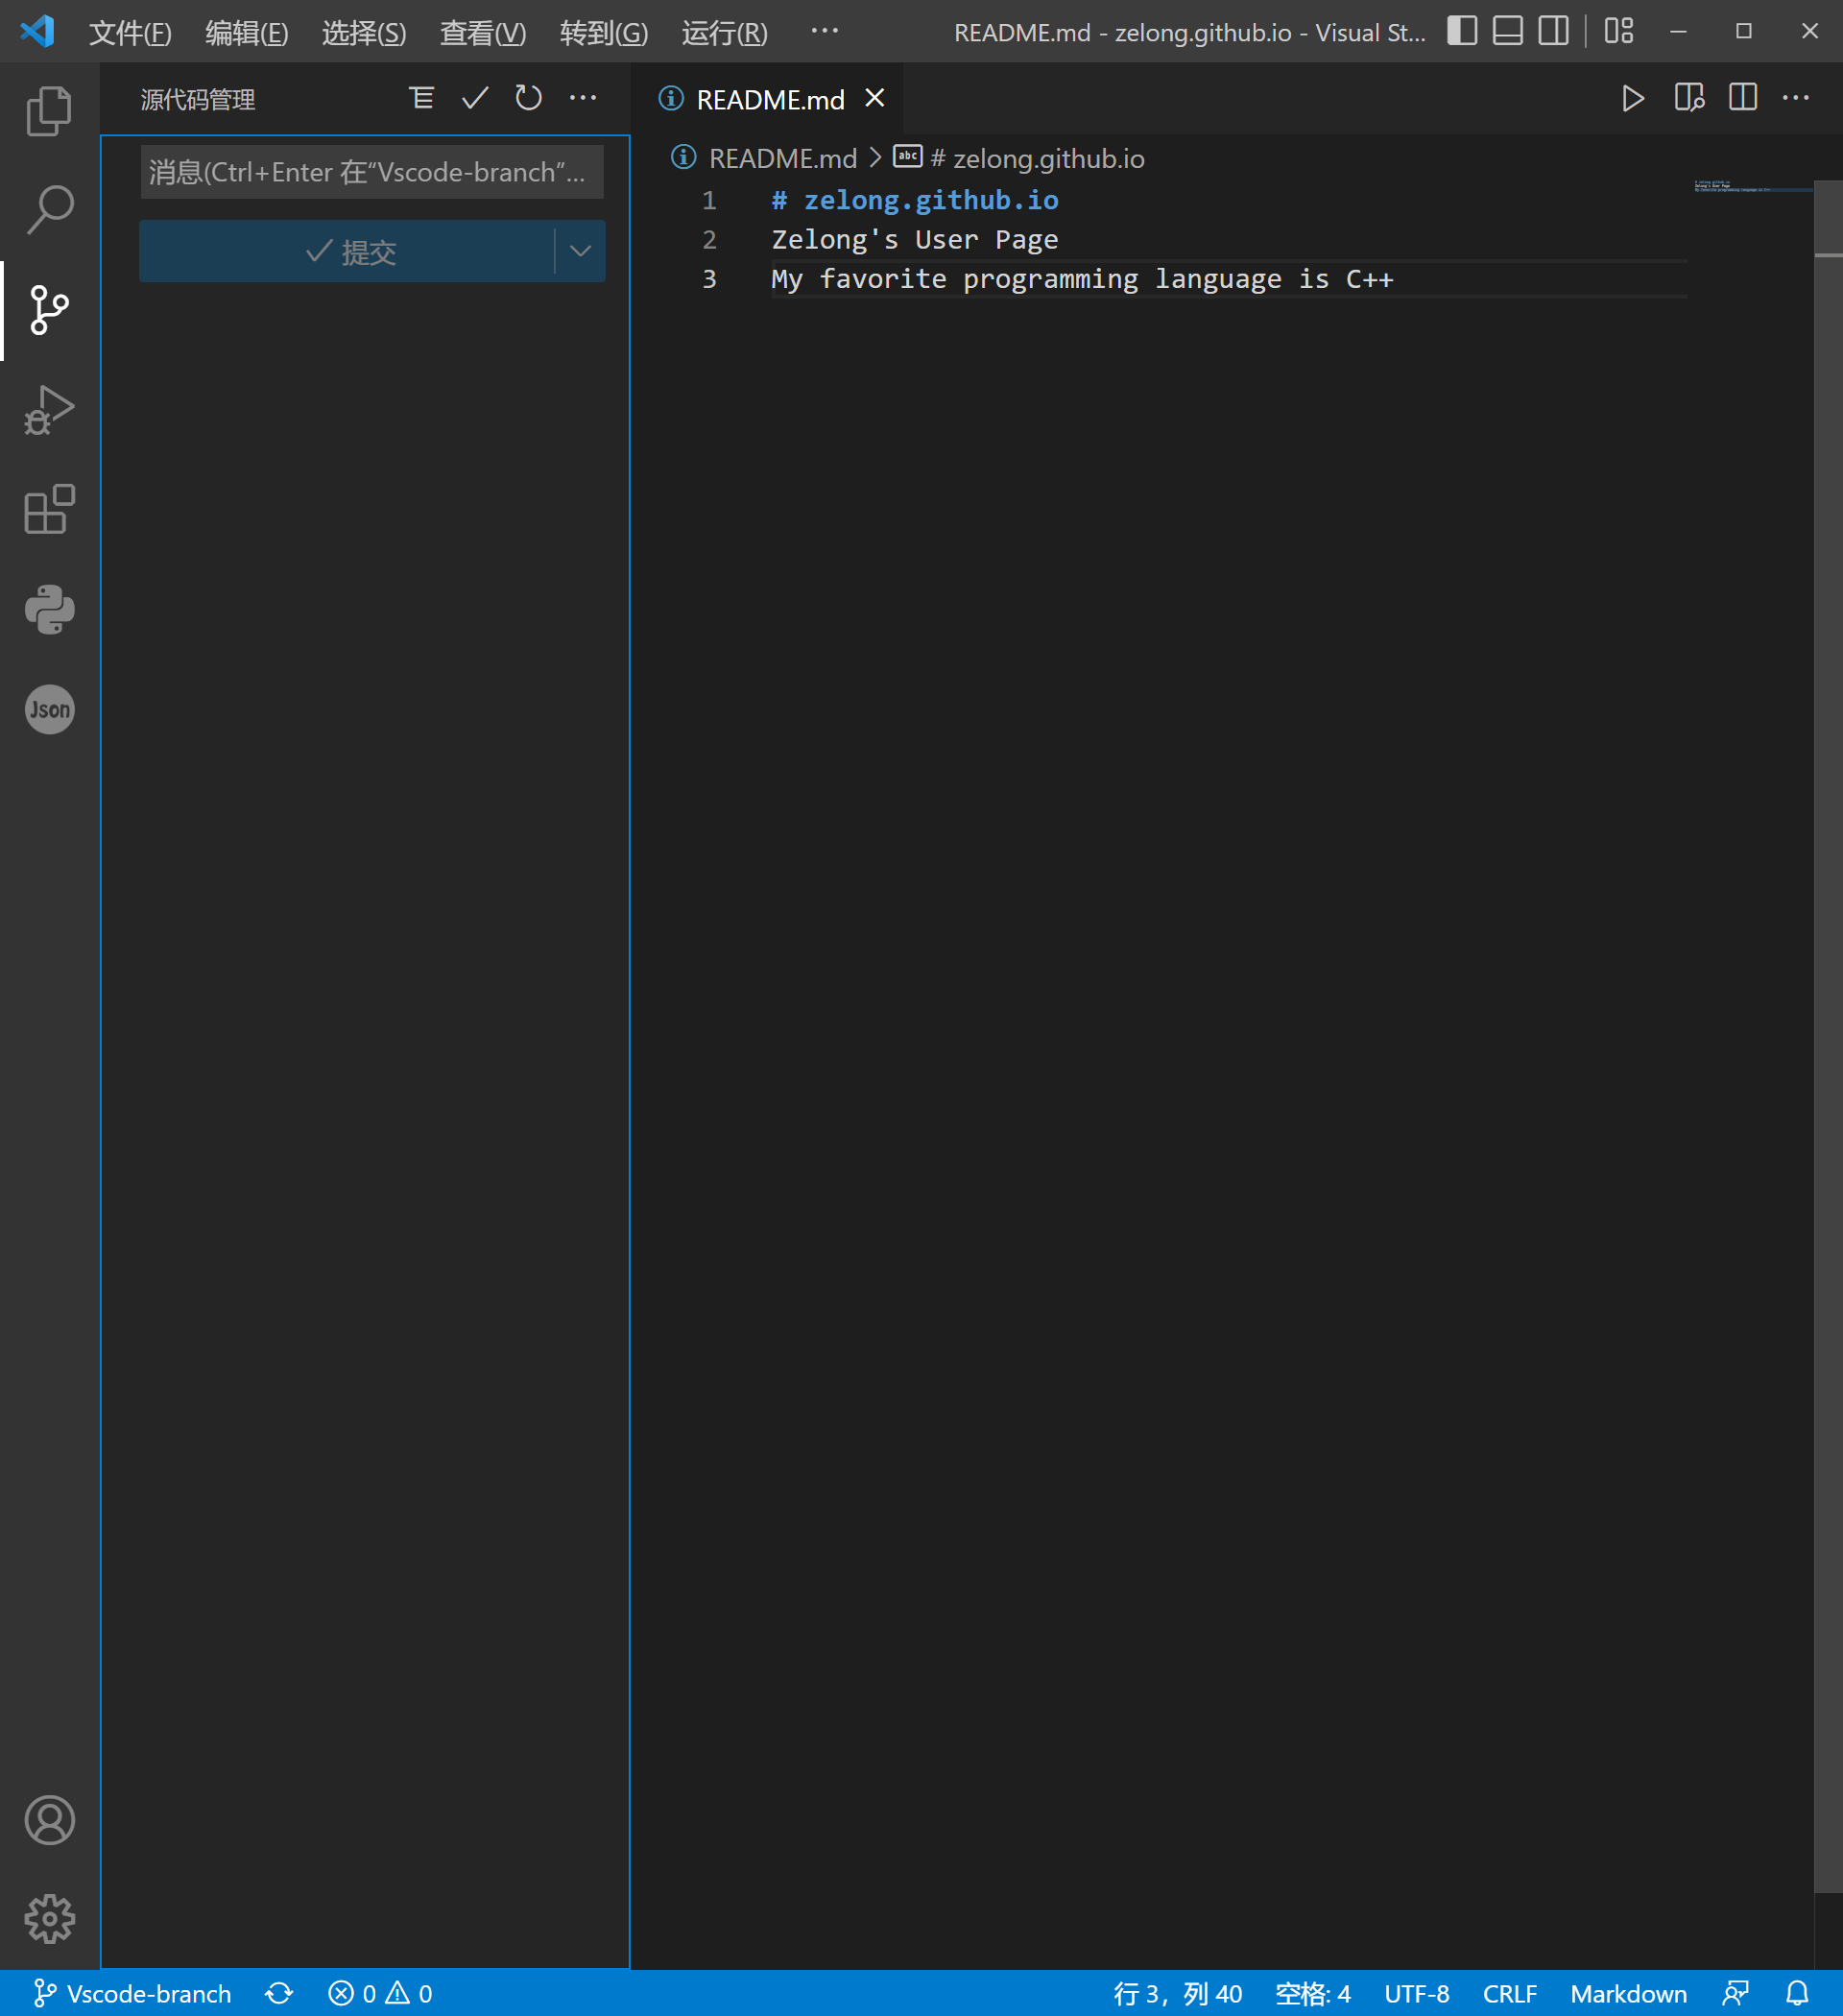 文件(F) 编辑(E) 选择(S) 查看(V) 转到(G) 运行(R) ··· README.md - zelong.github.io - Visual St...
源代码管理
README.md
消息(Ctrl+Enter 在“Vscode-branch”...
提交
README.md > abc # zelong.github.io
1 # zelong.github.io
2 Zelong's User Page
3 My favorite programming language is C++
Json
Vscode-branch 0 0 行 3，列 40 空格: 4 UTF-8 CRLF Markdown